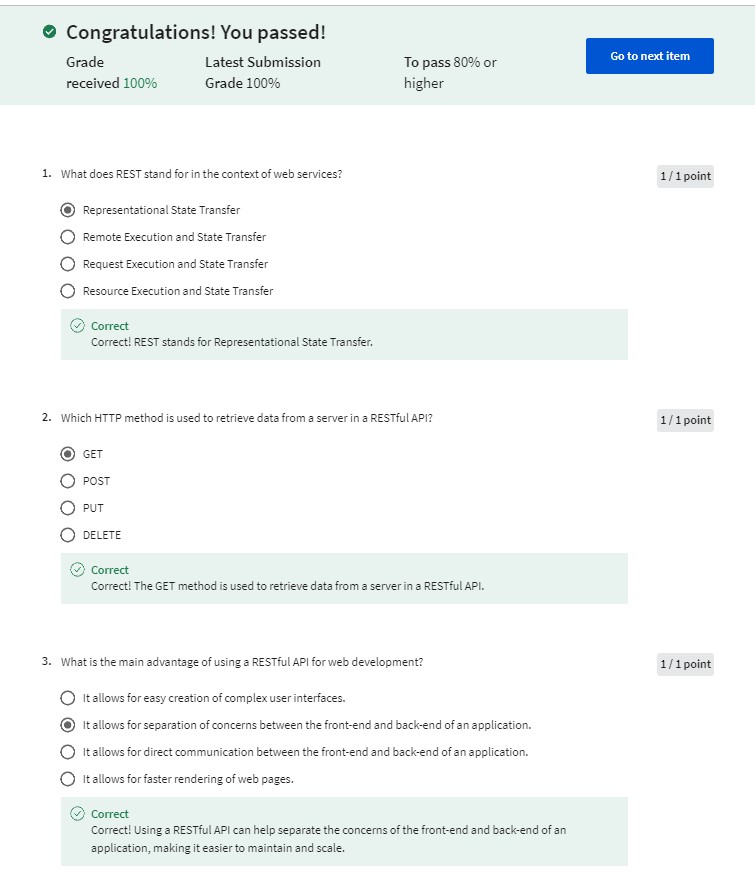 Congratulations! You passed!
Grade
received 100%
Latest Submission
Grade 100%
To pass 80% or
higher
Go to next item
1. What does REST stand for in the context of web services?
1 / 1 point
Representational State Transfer
Remote Execution and State Transfer
Request Execution and State Transfer
Resource Execution and State Transfer
Correct
Correct! REST stands for Representational State Transfer.
2. Which HTTP method is used to retrieve data from a server in a RESTful API?
1 / 1 point
GET
POST
PUT
DELETE
Correct
Correct! The GET method is used to retrieve data from a server in a RESTful API.
3. What is the main advantage of using a RESTful API for web development?
1 / 1 point
It allows for easy creation of complex user interfaces.
It allows for separation of concerns between the front-end and back-end of an application.
It allows for direct communication between the front-end and back-end of an application.
It allows for faster rendering of web pages.
Correct
Correct! Using a RESTful API can help separate the concerns of the front-end and back-end of an
application, making it easier to maintain and scale.